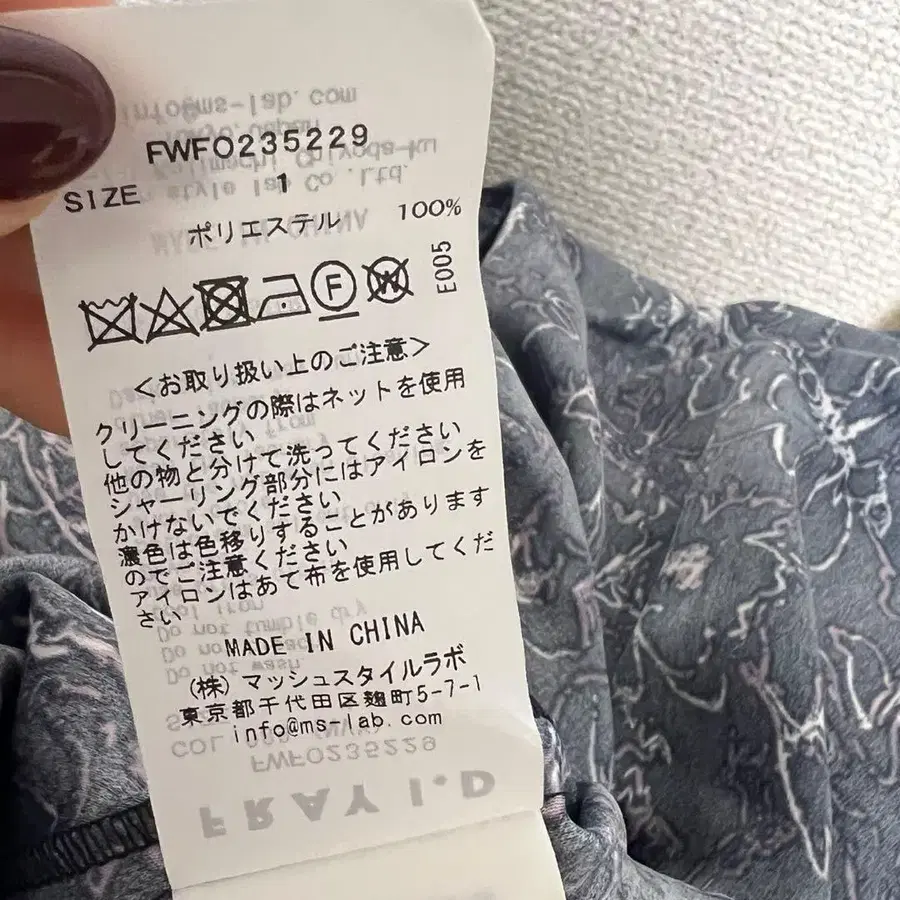 FWFO235229
SIZE 1
ポリエステル 100%
F W E005
<お取り扱い上のご注意>
クリーニングの際はネットを使用
してください
他の物と分けて洗ってください
シャーリング部分にはアイロンを
かけないでください
濃色は色移りすることがあります
のでご注意ください
アイロンはあて布を使用してくだ
さい
MADE IN CHINA
(株)マッシュスタイルラボ
東京都千代田区麹町5-7-1
info@ms-lab.com
FWFO235229
FRAY I.D